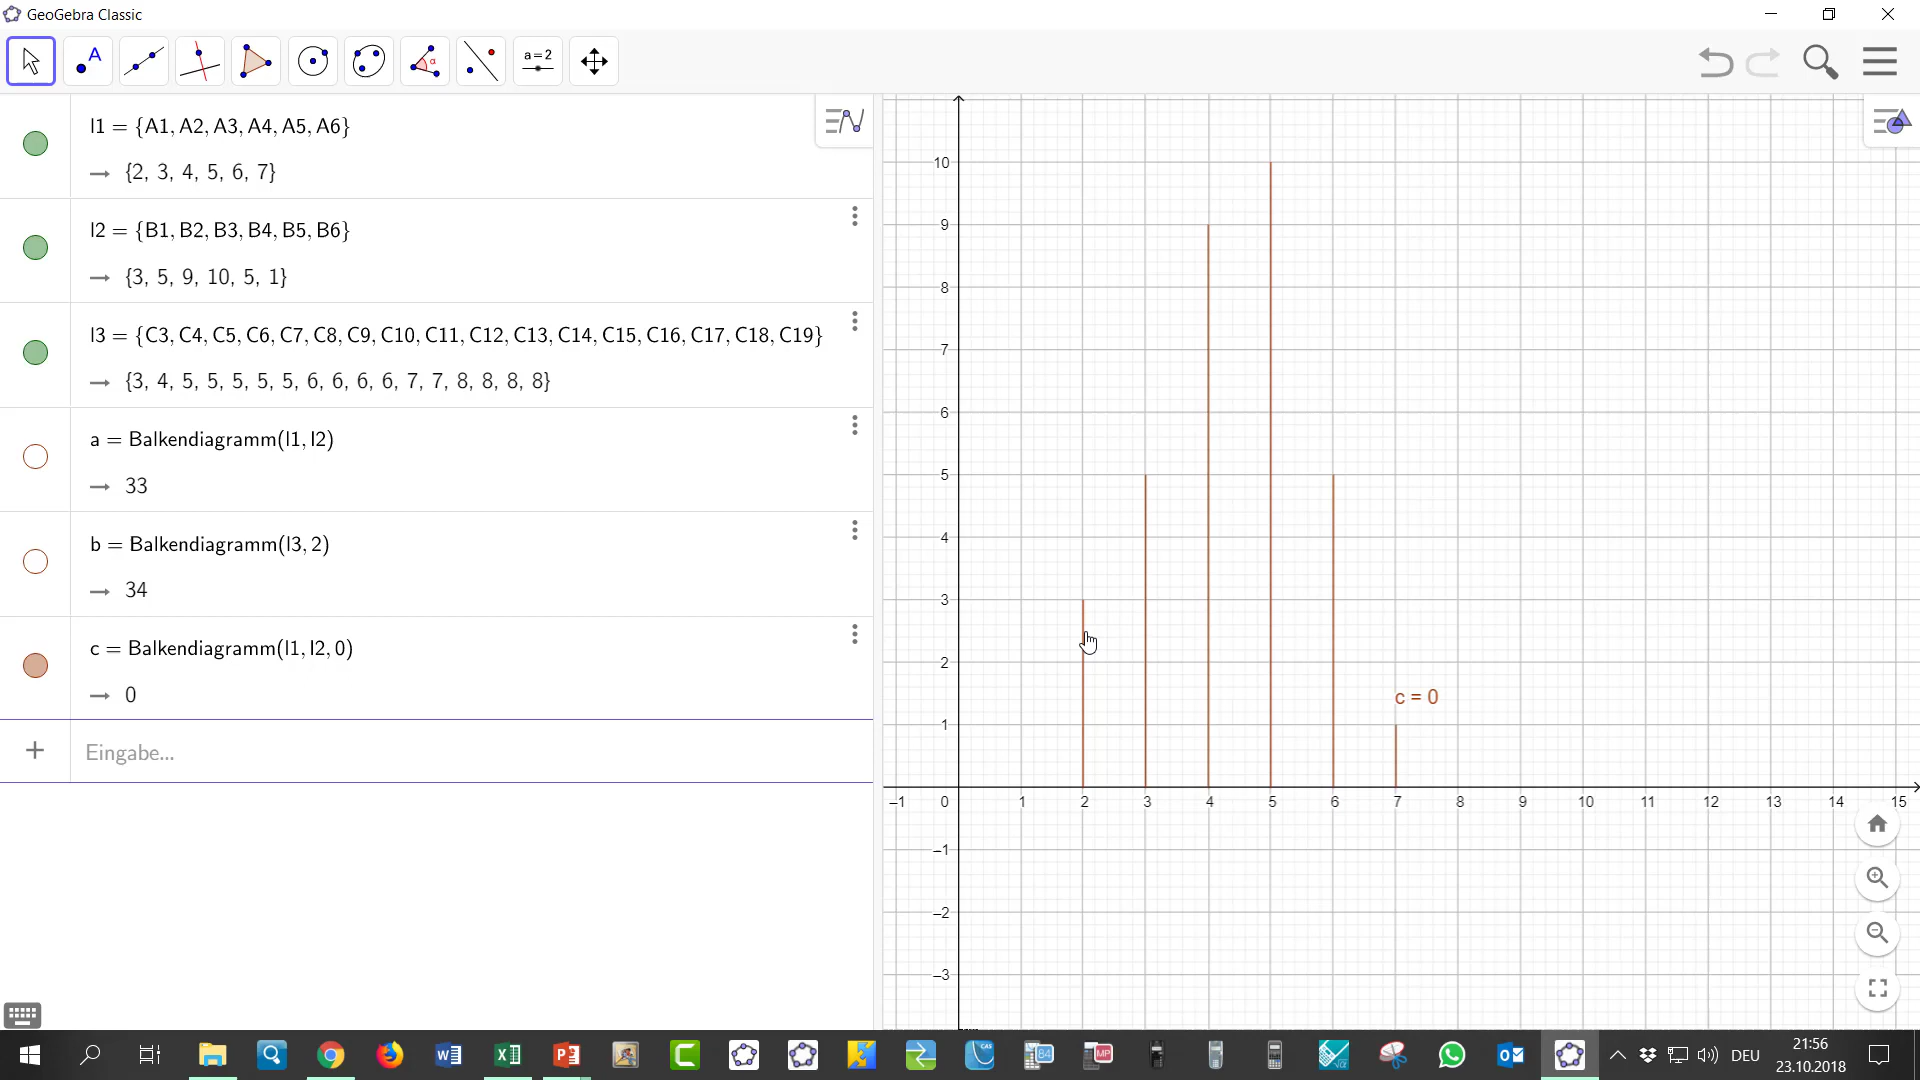 GeoGebra Classic
A
α
a = 2
l1 = {A1, A2, A3, A4, A5, A6}
→ {2, 3, 4, 5, 6, 7}
l2 = {B1, B2, B3, B4, B5, B6}
→ {3, 5, 9, 10, 5, 1}
l3 = {C3, C4, C5, C6, C7, C8, C9, C10, C11, C12, C13, C14, C15, C16, C17, C18, C19}
→ {3, 4, 5, 5, 5, 5, 5, 6, 6, 6, 6, 7, 7, 8, 8, 8, 8}
a = Balkendiagramm(l1, l2)
→ 33
b = Balkendiagramm(l3, 2)
→ 34
c = Balkendiagramm(l1, l2, 0)
→ 0
+ Eingabe...
10
9
8
7
6
5
4
3
2
c = 0
1
–1 0 1 2 3 4 5 6 7 8 9 10 11 12 13 14 15
–1
–2
–3
CAS
84
MP
DEU
21:56
23.10.2018